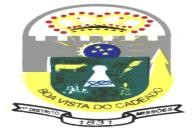 BOA VISTA DO CADEADO
1º DISTRITO
MISSÕES
1831